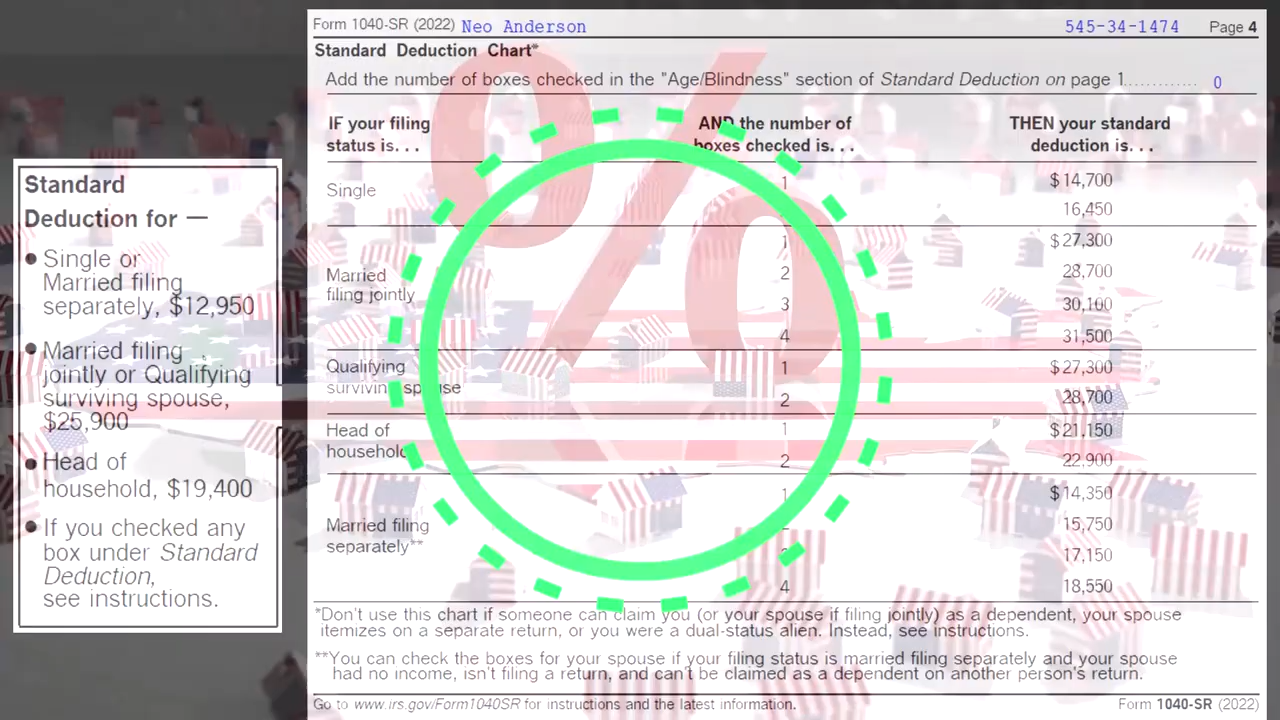 Form 1040-SR (2022) Neo Anderson 545-34-1474 Page 4
Standard Deduction Chart*
Add the number of boxes checked in the "Age/Blindness" section of Standard Deduction on page 1............ 0
IF your filing status is. . .
AND the number of boxes checked is. . .
THEN your standard deduction is. . .
Single
1 $14,700
16,450
Married filing jointly
1 $27,300
2 28,700
3 30,100
4 31,500
Qualifying surviving spouse
1 $27,300
2 28,700
Head of household
1 $21,150
2 22,900
Married filing separately**
1 $14,350
2 15,750
17,150
4 18,550
*Don't use this chart if someone can claim you (or your spouse if filing jointly) as a dependent, your spouse
itemizes on a separate return, or you were a dual-status alien. Instead, see instructions.
**You can check the boxes for your spouse if your filing status is married filing separately and your spouse
had no income, isn't filing a return, and can't be claimed as a dependent on another person's return.
Go to www.irs.gov/Form1040SR for instructions and the latest information.
Form 1040-SR (2022)
Standard
Deduction for —
● Single or
Married filing
separately, $12,950
● Married filing
jointly or Qualifying
surviving spouse,
$25,900
● Head of
household, $19,400
● If you checked any
box under Standard
Deduction,
see instructions.
%